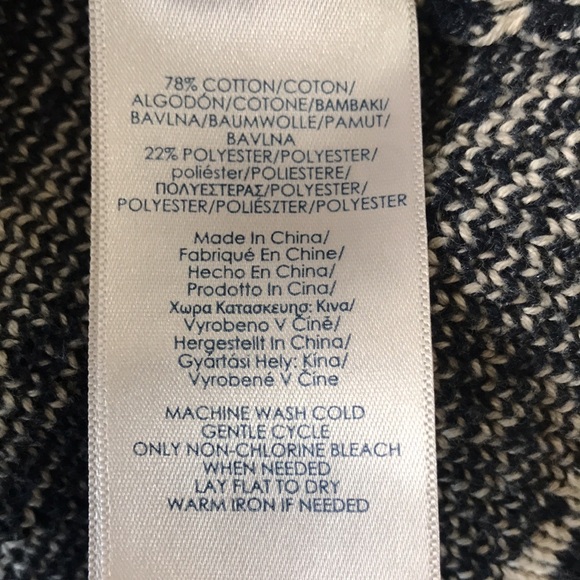 78% COTTON/COTON/
ALGODÓN/COTONE/BAMBAKI/
BAVLNA/BAUMWOLLE/PAMUT/
BAVLNA
22% POLYESTER/POLYESTER/
poliéster/POLIESTERE/
ΠΟΛΥΕΣΤΕΡΑΣ/POLYESTER/
POLYESTER/POLIÉSZTER/POLYESTER
Made In China/
Fabriqué En Chine/
Hecho En China/
Prodotto In Cina/
Χωρα Κατασκευησ: Κινα/
Vyrobeno V Číně/
Hergestellt In China/
Gyártási Hely: Kína/
Vyrobené V Číne
MACHINE WASH COLD
GENTLE CYCLE
ONLY NON-CHLORINE BLEACH
WHEN NEEDED
LAY FLAT TO DRY
WARM IRON IF NEEDED